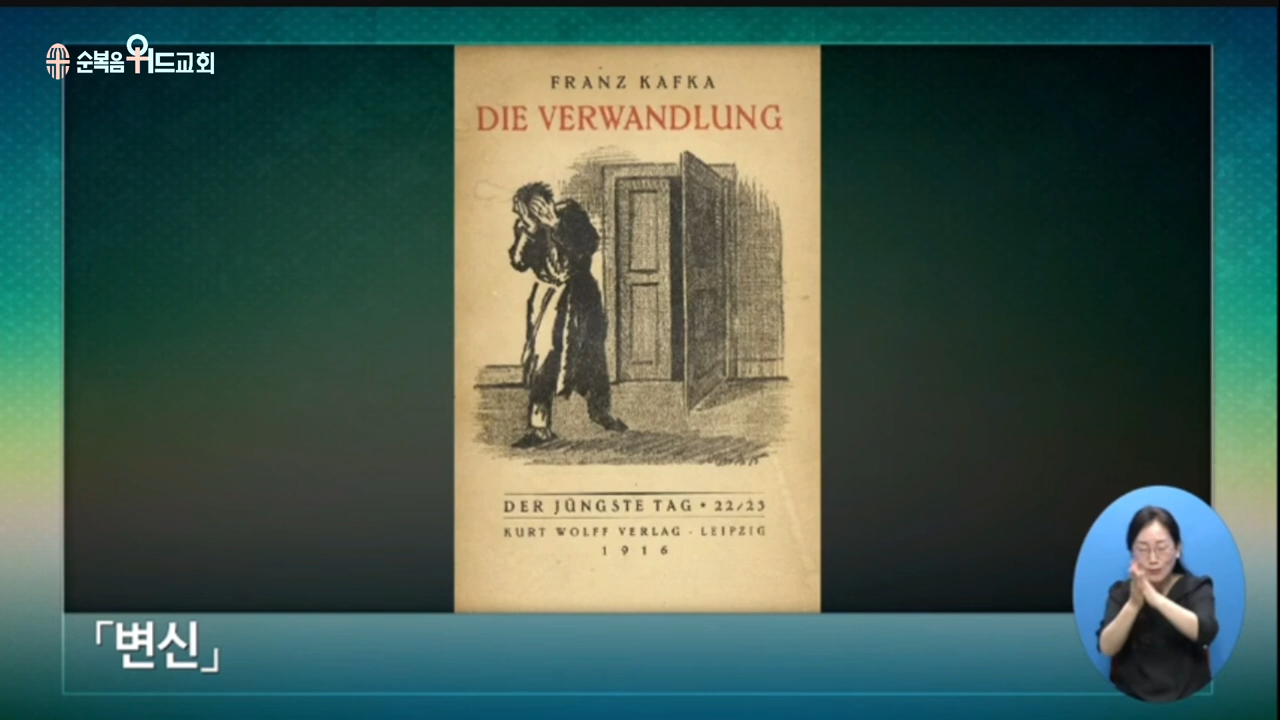 순복음위드교회
FRANZ KAFKA
DIE VERWANDLUNG
DER JÜNGSTE TAG * 22/23
KURT WOLFF VERLAG · LEIPZIG
1916
「변신」